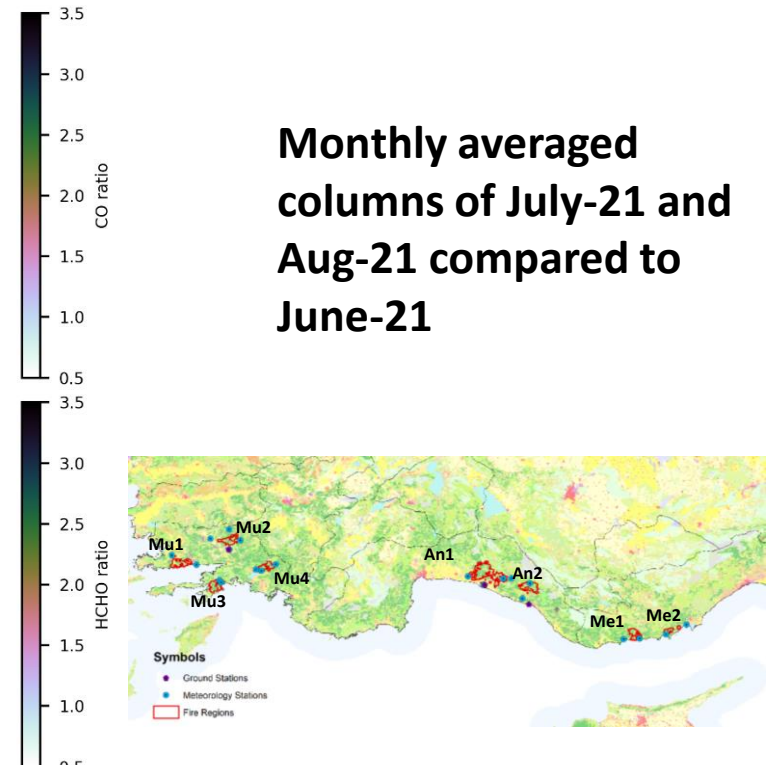 3.5
3.0
2.5
2.0
1.5
1.0
0.5
CO ratio
Monthly averaged
columns of July-21 and
Aug-21 compared to
June-21
3.5
3.0
2.5
2.0
1.5
1.0
0.5
HCHO ratio
Mu1
Mu2
Mu3
Mu4
An1
An2
Me1
Me2
Symbols
Ground Stations
Meteorology Stations
Fire Regions